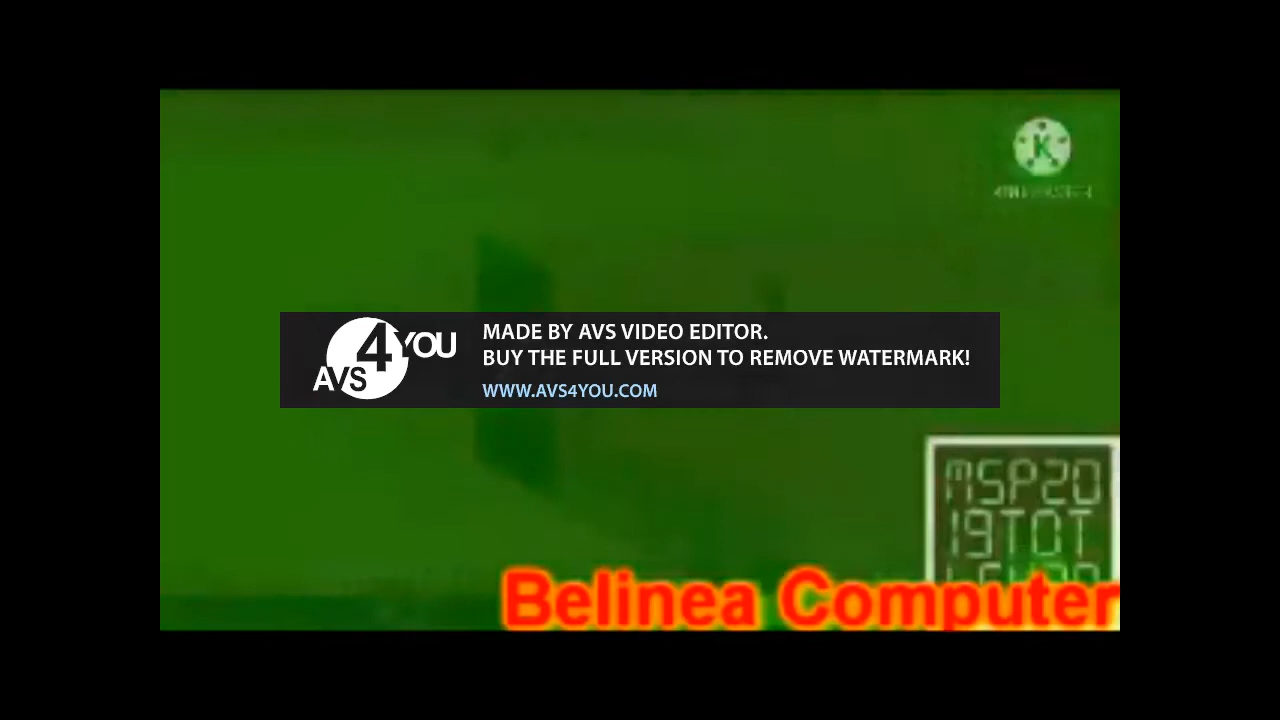 K
AVS
4
YOU
MADE BY AVS VIDEO EDITOR.
BUY THE FULL VERSION TO REMOVE WATERMARK!
WWW.AVS4YOU.COM
MSP20
19TOT
Belinea Computer